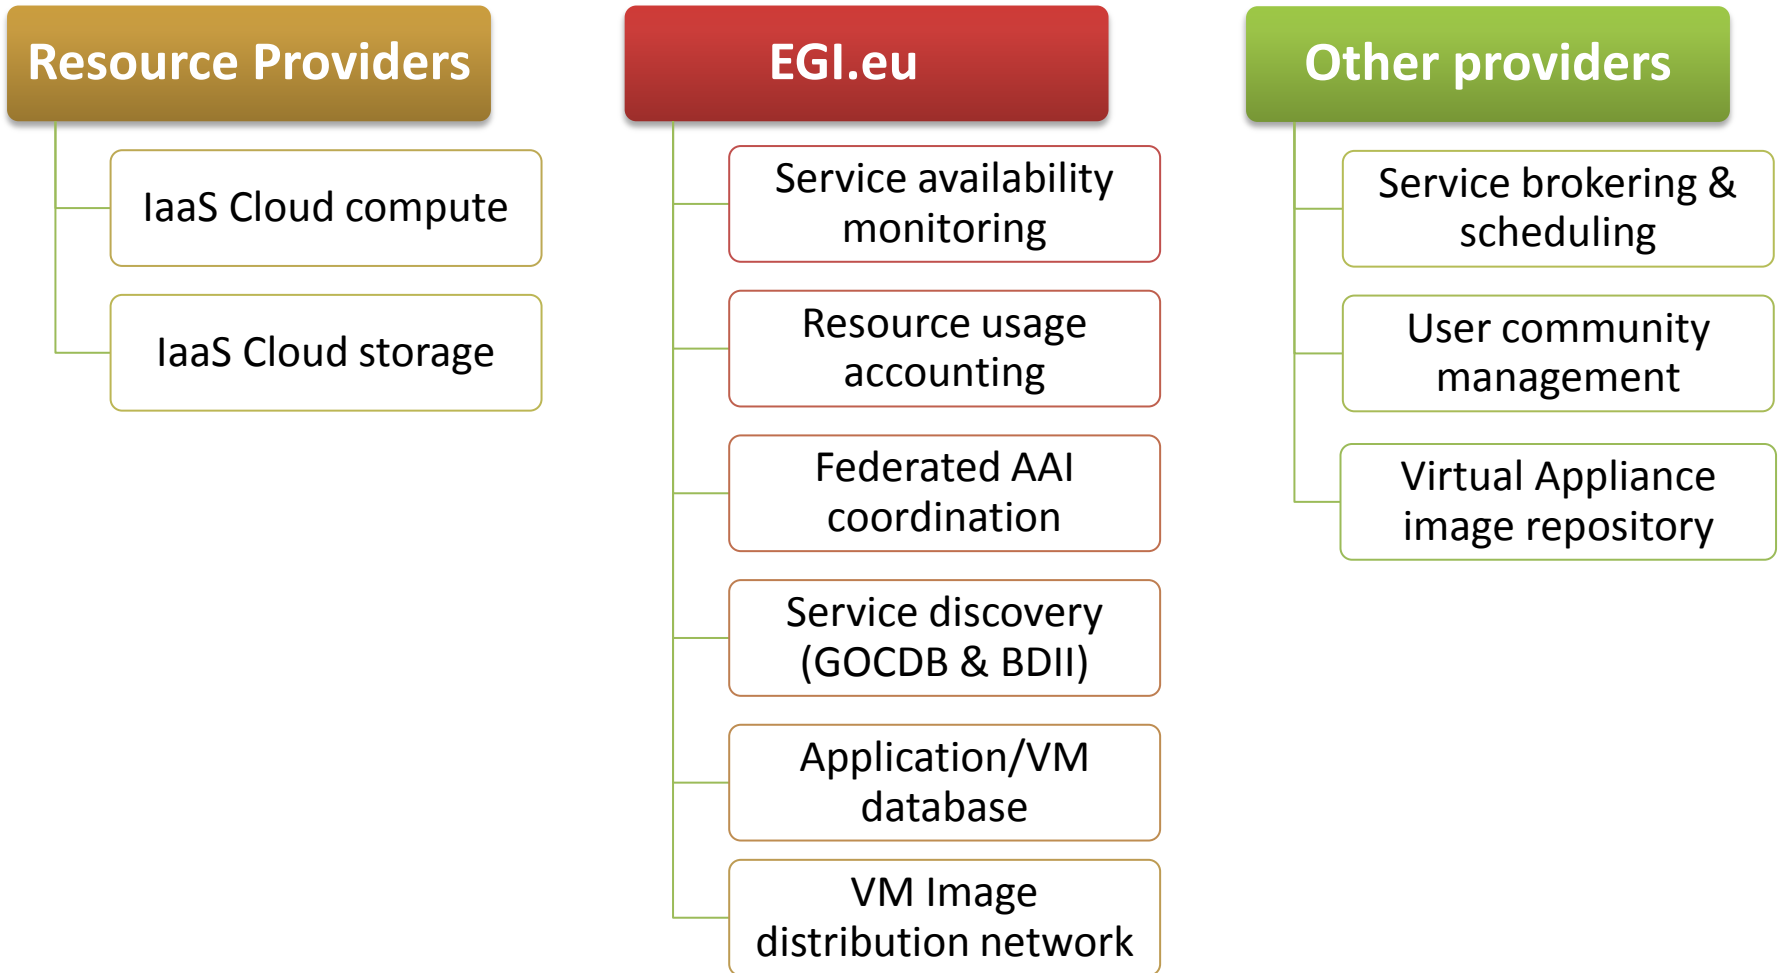 Resource Providers
IaaS Cloud compute
IaaS Cloud storage
EGI.eu
Service availability
monitoring
Resource usage
accounting
Federated AAI
coordination
Service discovery
(GOCDB & BDII)
Application/VM
database
VM Image
distribution network
Other providers
Service brokering &
scheduling
User community
management
Virtual Appliance
image repository